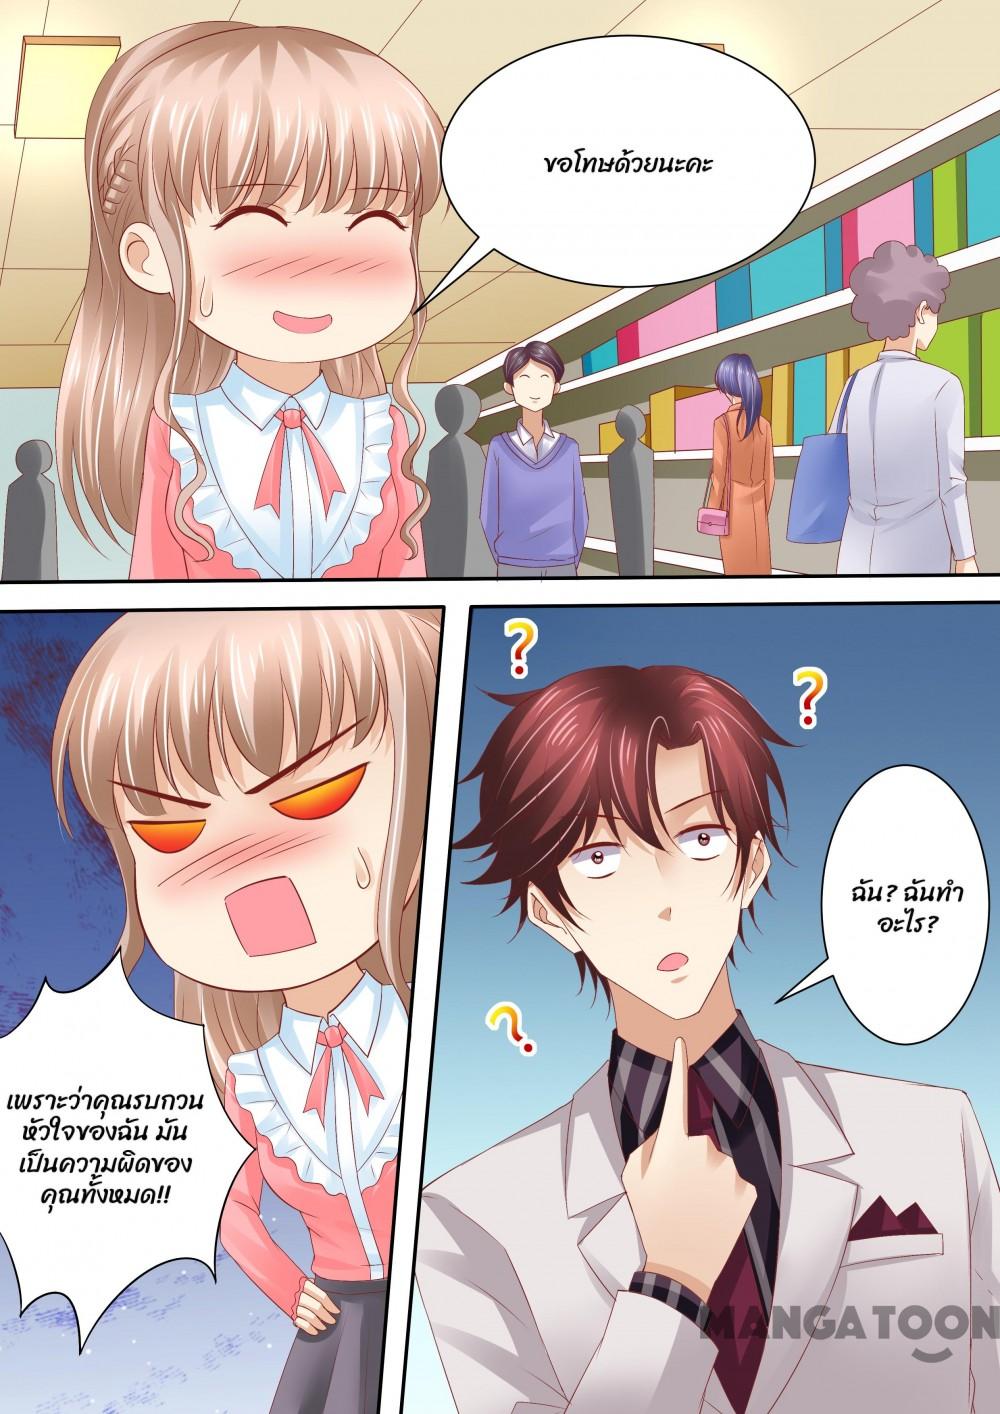 ขอโทษด้วยนะคะ
?
?
?
ฉัน? ฉันทำ
อะไร?
เพราะว่าคุณรบกวน
หัวใจของฉัน มัน
เป็นความผิดของ
คุณทั้งหมด!!
MANGATOON